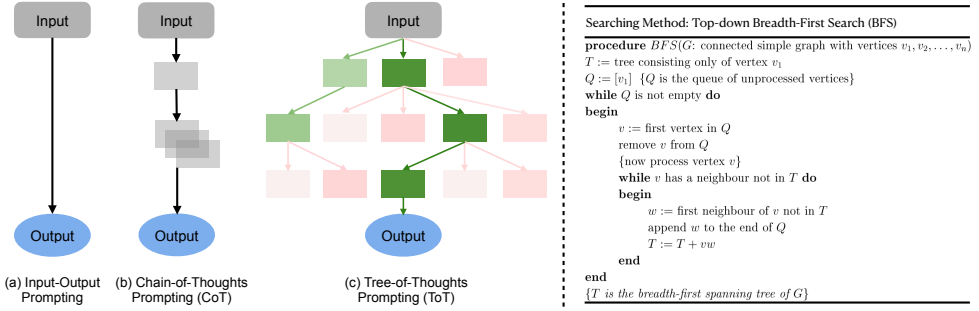 Input
Output
(a) Input-Output
Prompting
Input
Output
(b) Chain-of-Thoughts
Prompting (CoT)
Input
Output
(c) Tree-of-Thoughts
Prompting (ToT)
Searching Method: Top-down Breadth-First Search (BFS)
procedure BFS(G: connected simple graph with vertices v₁, v₂, . . . , vₙ)
T := tree consisting only of vertex v₁
Q := [v₁] {Q is the queue of unprocessed vertices}
while Q is not empty do
begin
v := first vertex in Q
remove v from Q
{now process vertex v}
while v has a neighbour not in T do
begin
w := first neighbour of v not in T
append w to the end of Q
T := T + vw
end
end
{T is the breadth-first spanning tree of G}